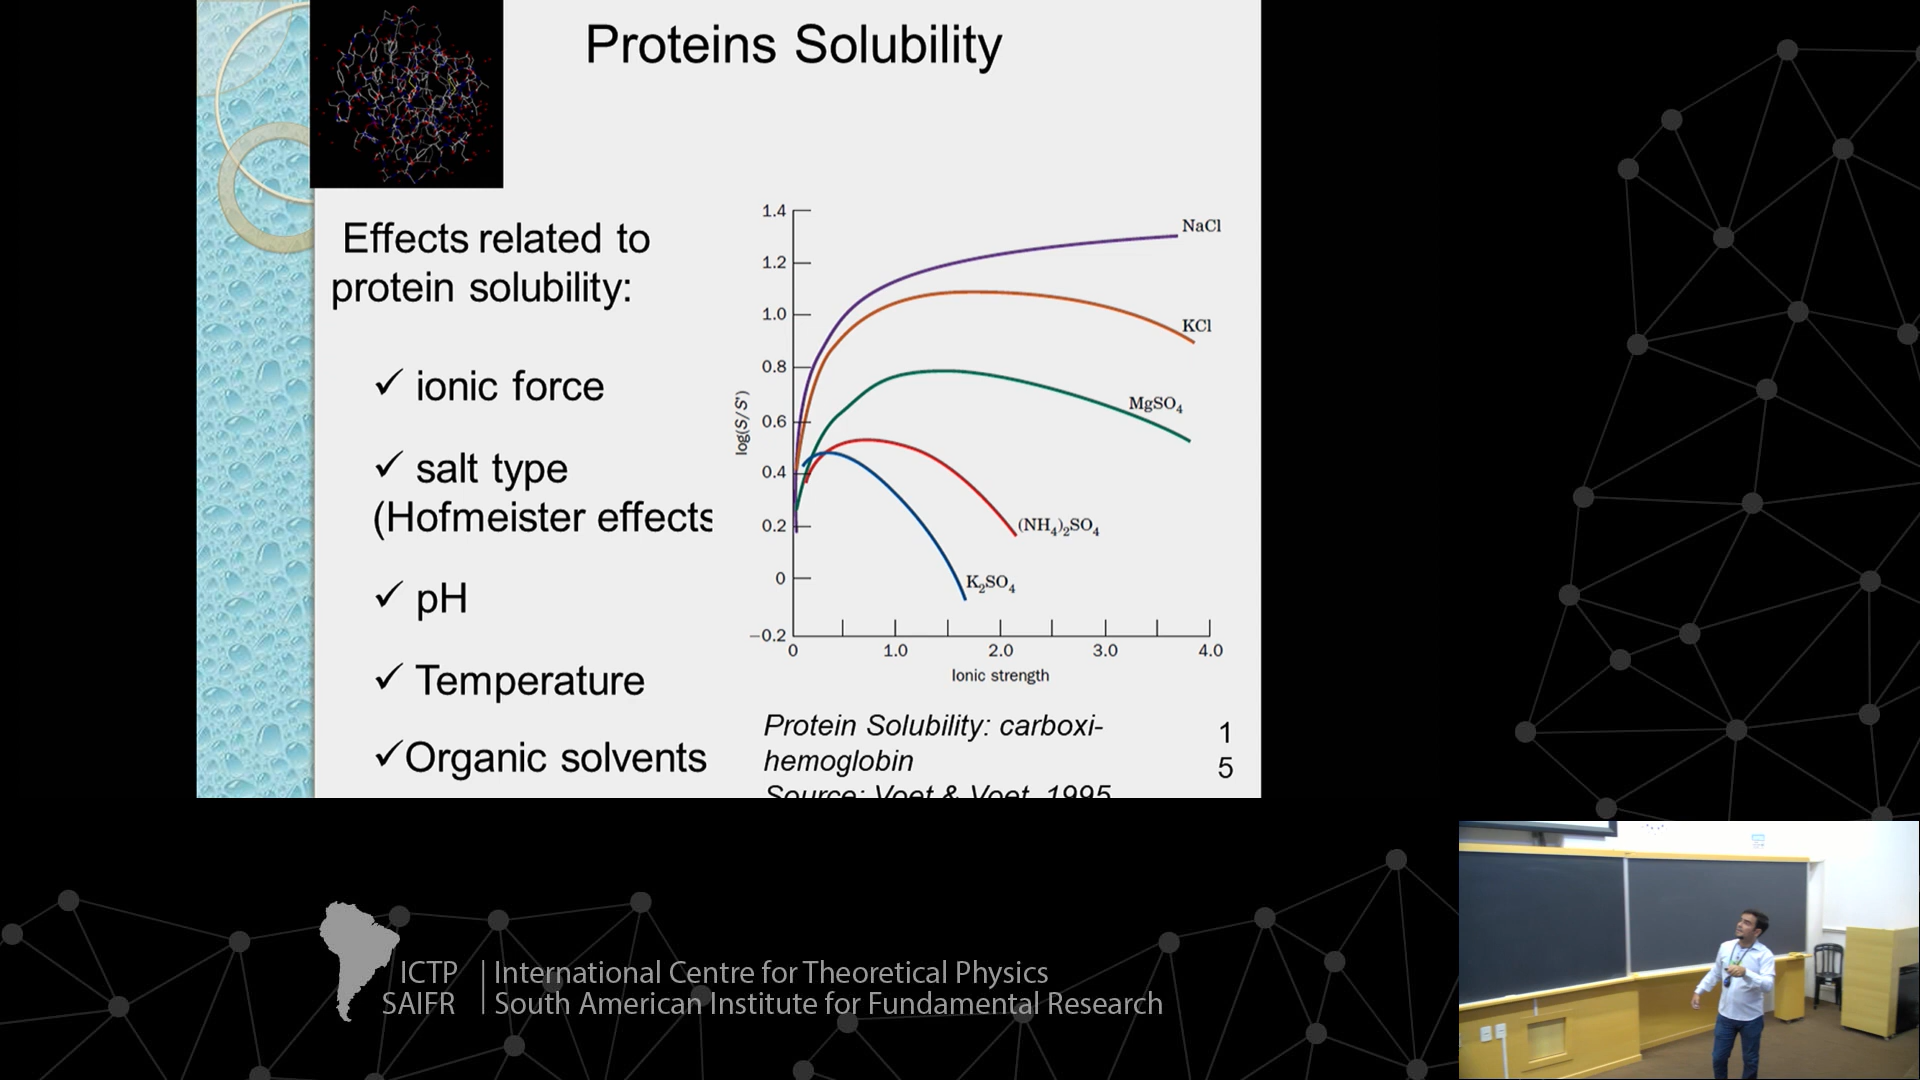 Proteins Solubility
Effects related to
protein solubility:
✓ ionic force
✓ salt type
(Hofmeister effects
✓ pH
✓ Temperature
✓Organic solvents
1.4
1.2
1.0
0.8
0.6
0.4
0.2
0
−0.2
log(S/S')
NaCl
KCl
MgSO₄
(NH₄)₂SO₄
K₂SO₄
0 1.0 2.0 3.0 4.0
Ionic strength
Protein Solubility: carboxi-
hemoglobin
Source: Voet & Voet, 1995
1
5
ICTP
SAIFR
International Centre for Theoretical Physics
South American Institute for Fundamental Research